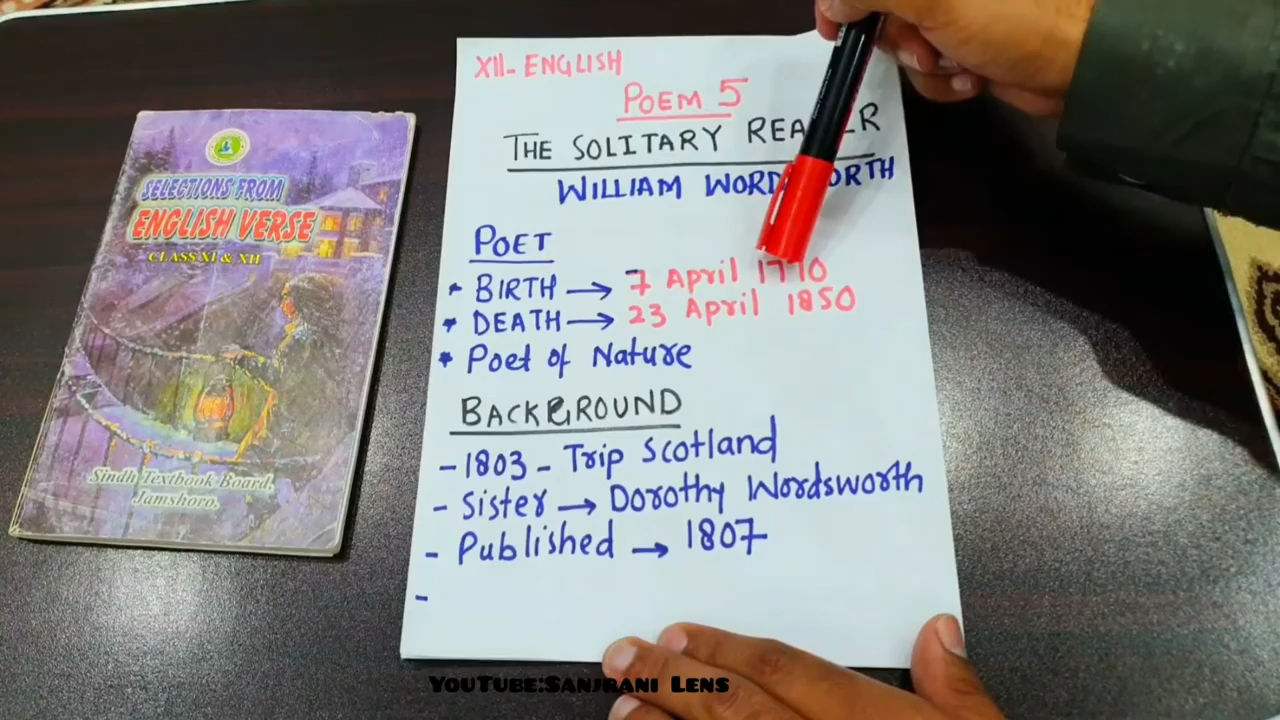 SELECTIONS FROM
ENGLISH VERSE
CLASS XI & XII
Sindh Textbook Board,
Jamshoro.
XII- ENGLISH
POEM 5
THE SOLITARY
WILLIAM
POET
* BIRTH → 7 April 1770
* DEATH → 23 April 1850
* Poet of Nature
BACKGROUND
- 1803 - Trip Scotland
- Sister → Dorothy Wordsworth
- Published → 1807
-
YouTube:Sanjrani Lens